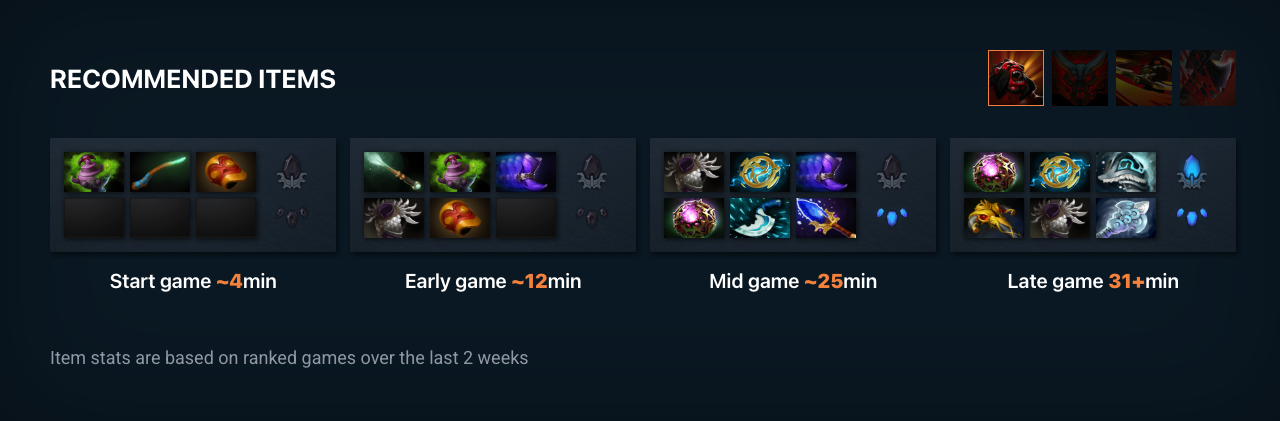 RECOMMENDED ITEMS
Start game ~4min
Early game ~12min
Mid game ~25min
Late game 31+min
Item stats are based on ranked games over the last 2 weeks